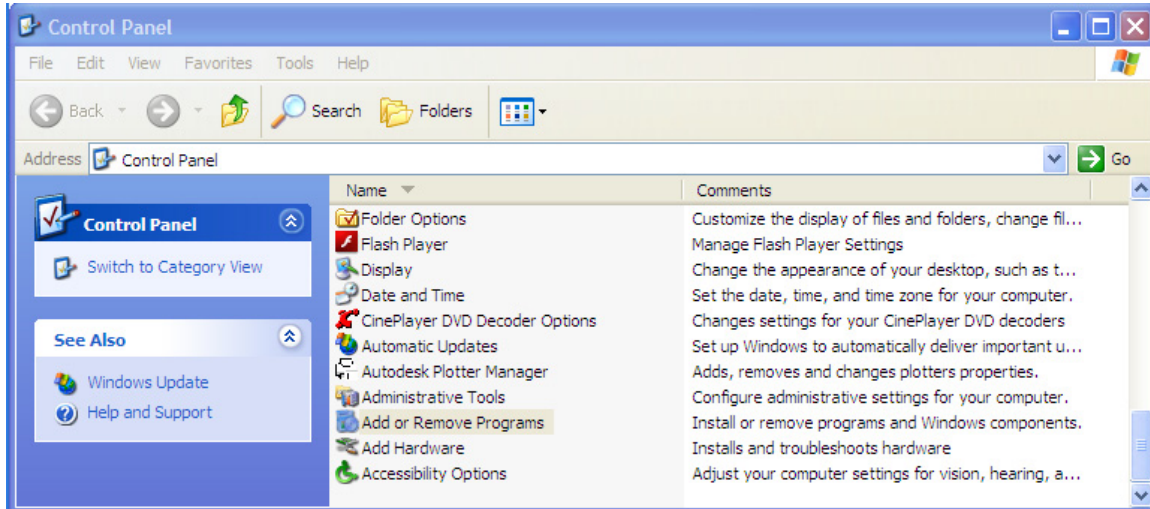 Control Panel
File Edit View Favorites Tools Help
Back Search Folders
Address Control Panel Go
Control Panel
Switch to Category View
See Also
Windows Update
Help and Support
Name Comments
Folder Options Customize the display of files and folders, change fil...
Flash Player Manage Flash Player Settings
Display Change the appearance of your desktop, such as t...
Date and Time Set the date, time, and time zone for your computer.
CinePlayer DVD Decoder Options Changes settings for your CinePlayer DVD decoders
Automatic Updates Set up Windows to automatically deliver important u...
Autodesk Plotter Manager Adds, removes and changes plotters properties.
Administrative Tools Configure administrative settings for your computer.
Add or Remove Programs Install or remove programs and Windows components.
Add Hardware Installs and troubleshoots hardware
Accessibility Options Adjust your computer settings for vision, hearing, a...